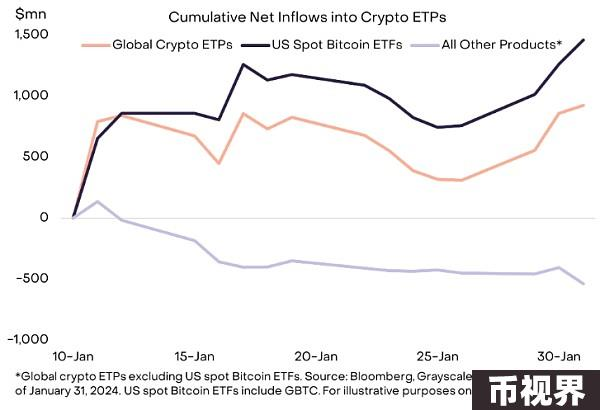 $mn
Cumulative Net Inflows into Crypto ETPs
1,500
Global Crypto ETPs
US Spot Bitcoin ETFs
All Other Products*
1,000
500
0
-500
-1,000
10-Jan
15-Jan
20-Jan
25-Jan
30-Jan
*Global crypto ETPs excluding US spot Bitcoin ETFs. Source: Bloomberg, Grayscale
of January 31, 2024. US spot Bitcoin ETFs include GBTC. For illustrative purposes on
币视界